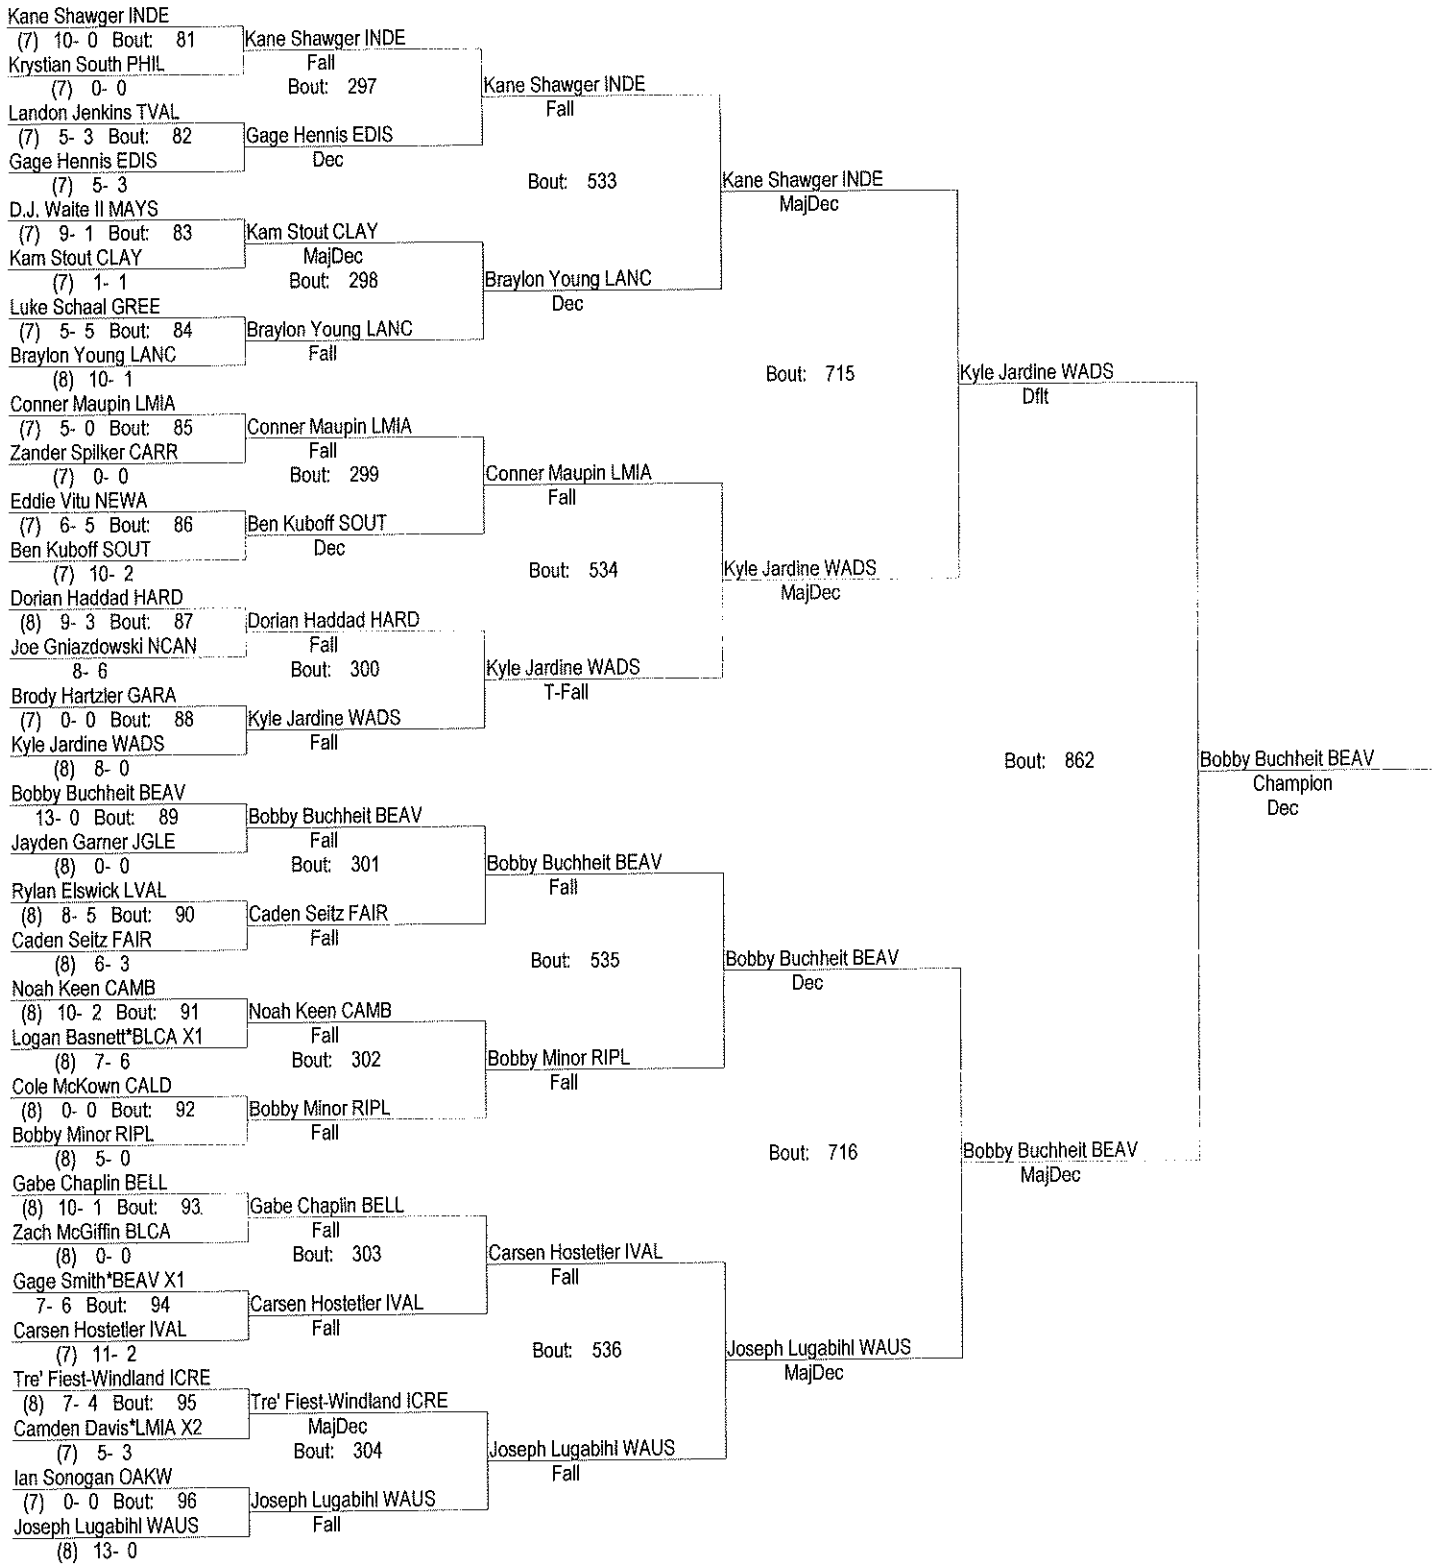 Kane Shawger INDE
(7) 10- 0 Bout: 81
Krystian South PHIL
(7) 0- 0
Landon Jenkins TVAL
(7) 5- 3 Bout: 82
Gage Hennis EDIS
(7) 5- 3
D.J. Waite II MAYS
(7) 9- 1 Bout: 83
Kam Stout CLAY
(7) 1- 1
Luke Schaal GREE
(7) 5- 5 Bout: 84
Braylon Young LANC
(8) 10- 1
Conner Maupin LMIA
(7) 5- 0 Bout: 85
Zander Spilker CARR
(7) 0- 0
Eddie Vitu NEWA
(7) 6- 5 Bout: 86
Ben Kuboff SOUT
(7) 10- 2
Dorian Haddad HARD
(8) 9- 3 Bout: 87
Joe Gniazdowski NCAN
8- 6
Brody Hartzler GARA
(7) 0- 0 Bout: 88
Kyle Jardine WADS
(8) 8- 0
Bobby Buchheit BEAV
13- 0 Bout: 89
Jayden Garner JGLE
(8) 0- 0
Rylan Elswick LVAL
(8) 8- 5 Bout: 90
Caden Seitz FAIR
(8) 6- 3
Noah Keen CAMB
(8) 10- 2 Bout: 91
Logan Basnett*BLCA X1
(8) 7- 6
Cole McKown CALD
(8) 0- 0 Bout: 92
Bobby Minor RIPL
(8) 5- 0
Gabe Chaplin BELL
(8) 10- 1 Bout: 93
Zach McGiffin BLCA
(8) 0- 0
Gage Smith*BEAV X1
7- 6 Bout: 94
Carsen Hostetler IVAL
(7) 11- 2
Tre' Fiest-Windland ICRE
(8) 7- 4 Bout: 95
Camden Davis*LMIA X2
(7) 5- 3
Ian Sonogan OAKW
(7) 0- 0 Bout: 96
Joseph Lugabihl WAUS
(8) 13- 0
Kane Shawger INDE
Fall
Bout: 297
Gage Hennis EDIS
Dec
Kam Stout CLAY
MajDec
Bout: 298
Braylon Young LANC
Fall
Conner Maupin LMIA
Fall
Bout: 299
Ben Kuboff SOUT
Dec
Dorian Haddad HARD
Fall
Bout: 300
Kyle Jardine WADS
Fall
Bobby Buchheit BEAV
Fall
Bout: 301
Caden Seitz FAIR
Fall
Noah Keen CAMB
Fall
Bout: 302
Bobby Minor RIPL
Fall
Gabe Chaplin BELL
Fall
Bout: 303
Carsen Hostetler IVAL
Fall
Tre' Fiest-Windland ICRE
MajDec
Bout: 304
Joseph Lugabihl WAUS
Fall
Kane Shawger INDE
Fall
Bout: 533
Braylon Young LANC
Dec
Conner Maupin LMIA
Fall
Bout: 534
Kyle Jardine WADS
T-Fall
Bobby Buchheit BEAV
Fall
Bout: 535
Bobby Minor RIPL
Fall
Carsen Hostetler IVAL
Fall
Bout: 536
Joseph Lugabihl WAUS
Fall
Kane Shawger INDE
MajDec
Bout: 715
Kyle Jardine WADS
MajDec
Bobby Buchheit BEAV
Dec
Bout: 716
Joseph Lugabihl WAUS
MajDec
Kyle Jardine WADS
Dflt
Bout: 862
Bobby Buchheit BEAV
MajDec
Bobby Buchheit BEAV
Champion
Dec